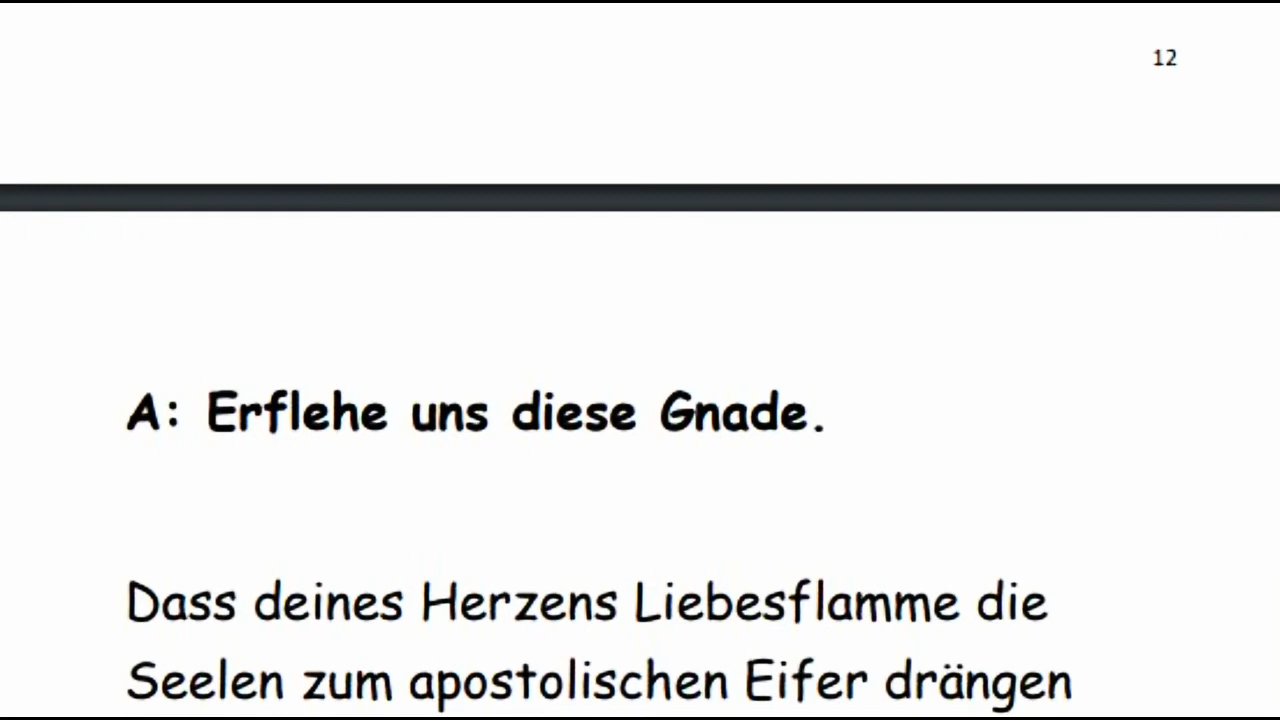 12
A: Erflehe uns diese Gnade.
Dass deines Herzens Liebesflamme die
Seelen zum apostolischen Eifer drängen